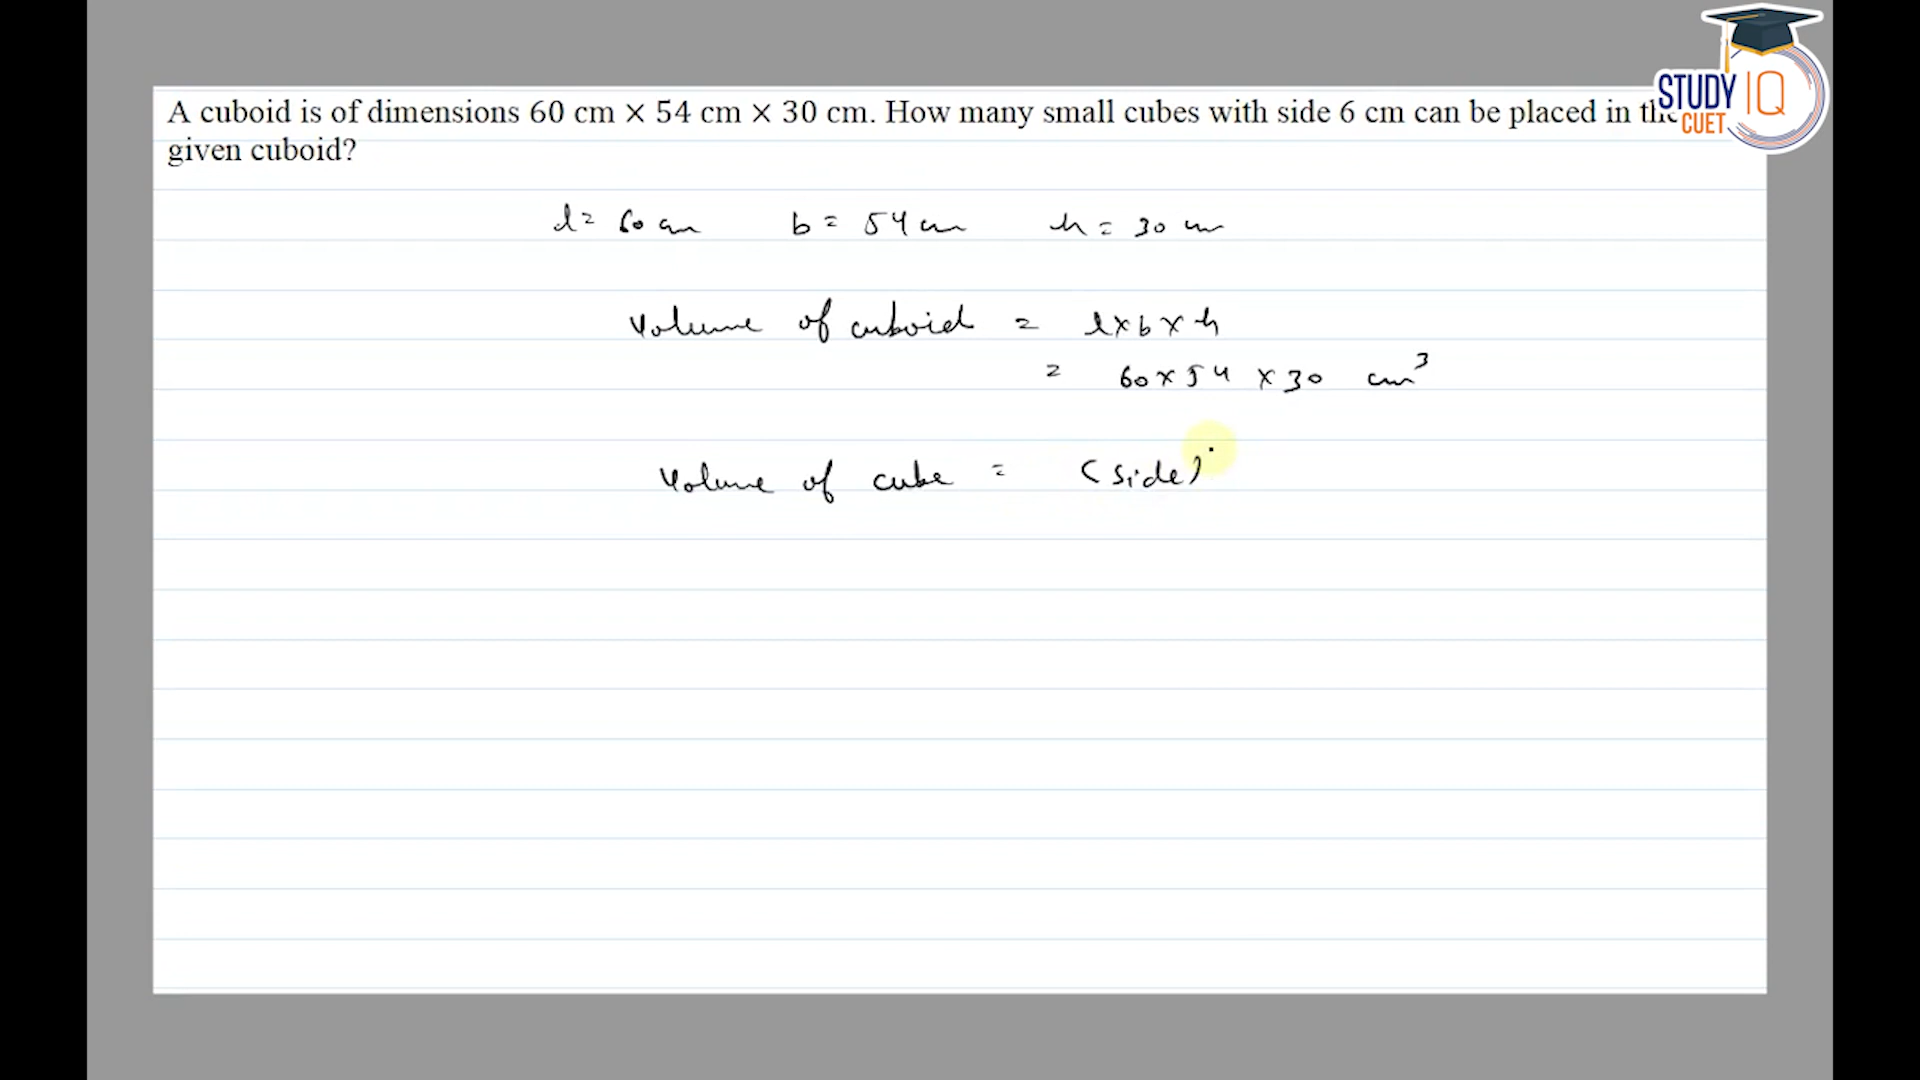 STUDY IQ
CUET
A cuboid is of dimensions 60 cm × 54 cm × 30 cm. How many small cubes with side 6 cm can be placed in the
given cuboid?
l = 60 cm b = 54 cm h = 30 cm
Volume of cuboid = l×b×h
= 60×54×30 cm³
Volume of cube = (side)